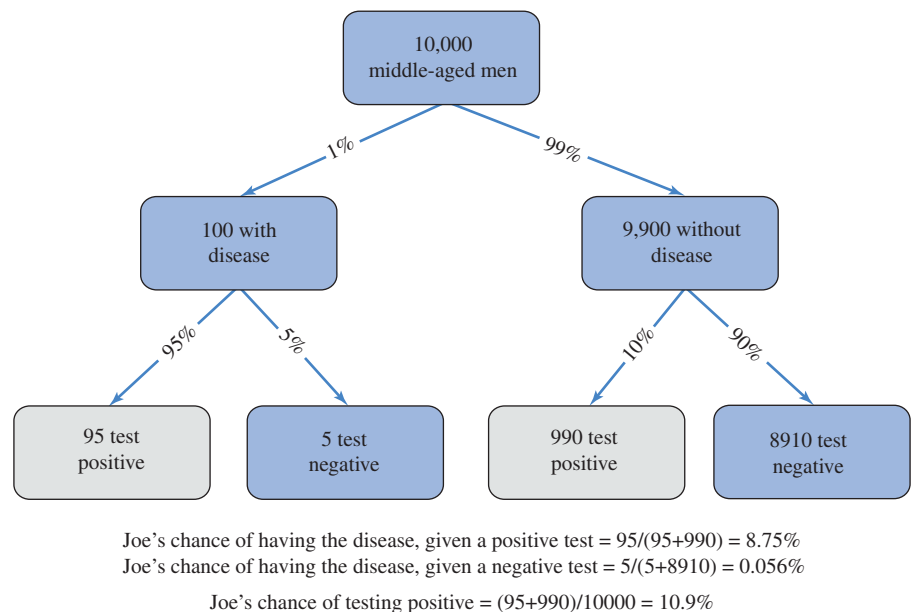 10,000
middle-aged men
1%
99%
100 with
disease
9,900 without
disease
95%
5%
10%
90%
95 test
positive
5 test
negative
990 test
positive
8910 test
negative
Joe's chance of having the disease, given a positive test = 95/(95+990) = 8.75%
Joe's chance of having the disease, given a negative test = 5/(5+8910) = 0.056%
Joe's chance of testing positive = (95+990)/10000 = 10.9%